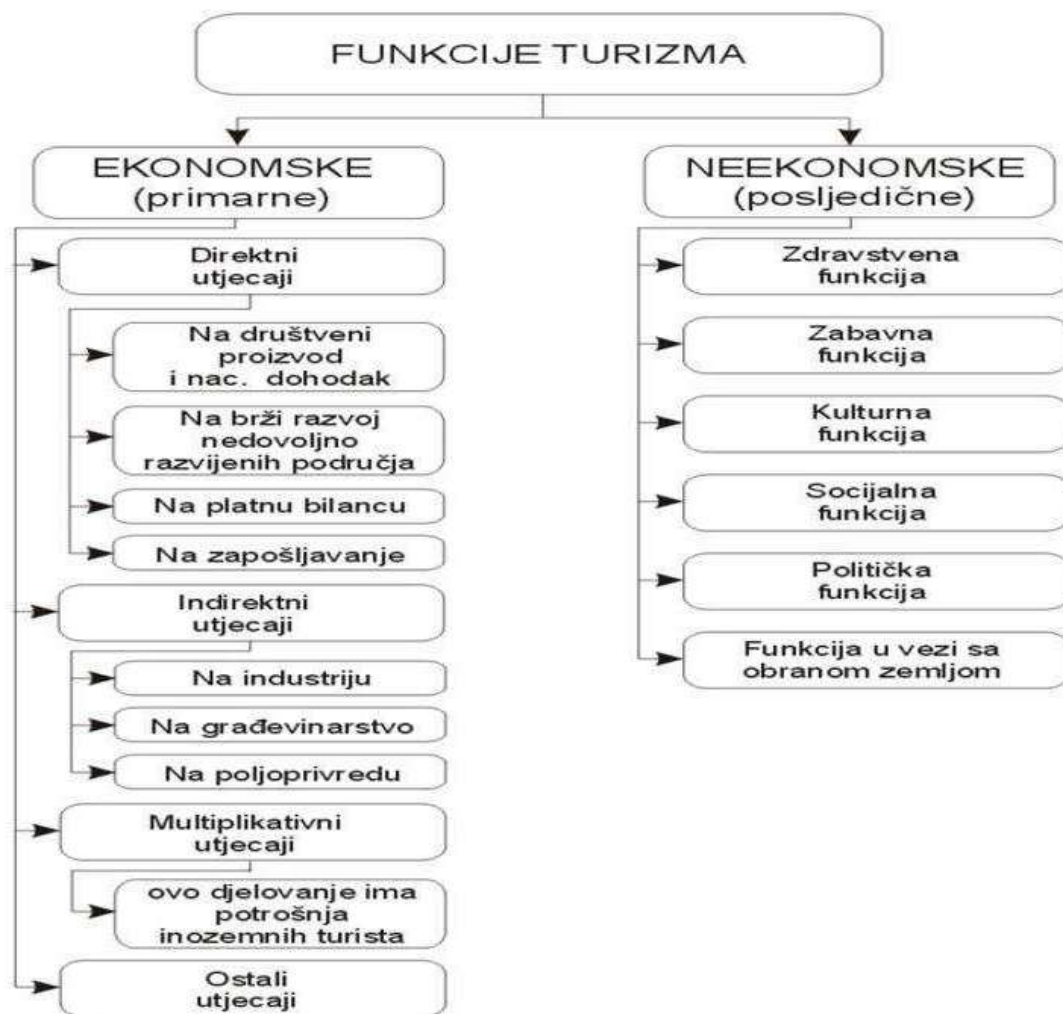 FUNKCIJE TURIZMA
EKONOMSKE
(primarne)
Direktni
utjecaji
Na društveni
proizvod
i nac. dohodak
Na brži razvoj
nedovoljno
razvijenih područja
Na platnu bilancu
Na zapošljavanje
Indirektni
utjecaji
Na industriju
Na građevinarstvo
Na poljoprivredu
Multiplikativni
utjecaji
ovo djelovanje ima
potrošnja
inozemnih turista
Ostali
utjecaji
NEEKONOMSKE
(posljedične)
Zdravstvena
funkcija
Zabavna
funkcija
Kulturna
funkcija
Socijalna
funkcija
Politička
funkcija
Funkcija u vezi sa
obranom zemljom